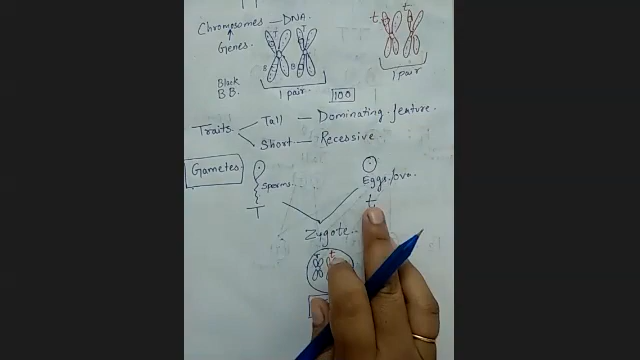 Chromosomes — DNA.
Genes
T
t t
B B
Black
BB.
1 pair.
1 pair
100
Traits
Tall — Dominating feature.
Short — Recessive.
Gametes
Sperms
Eggs/ova.
T
t
Zygote
T t